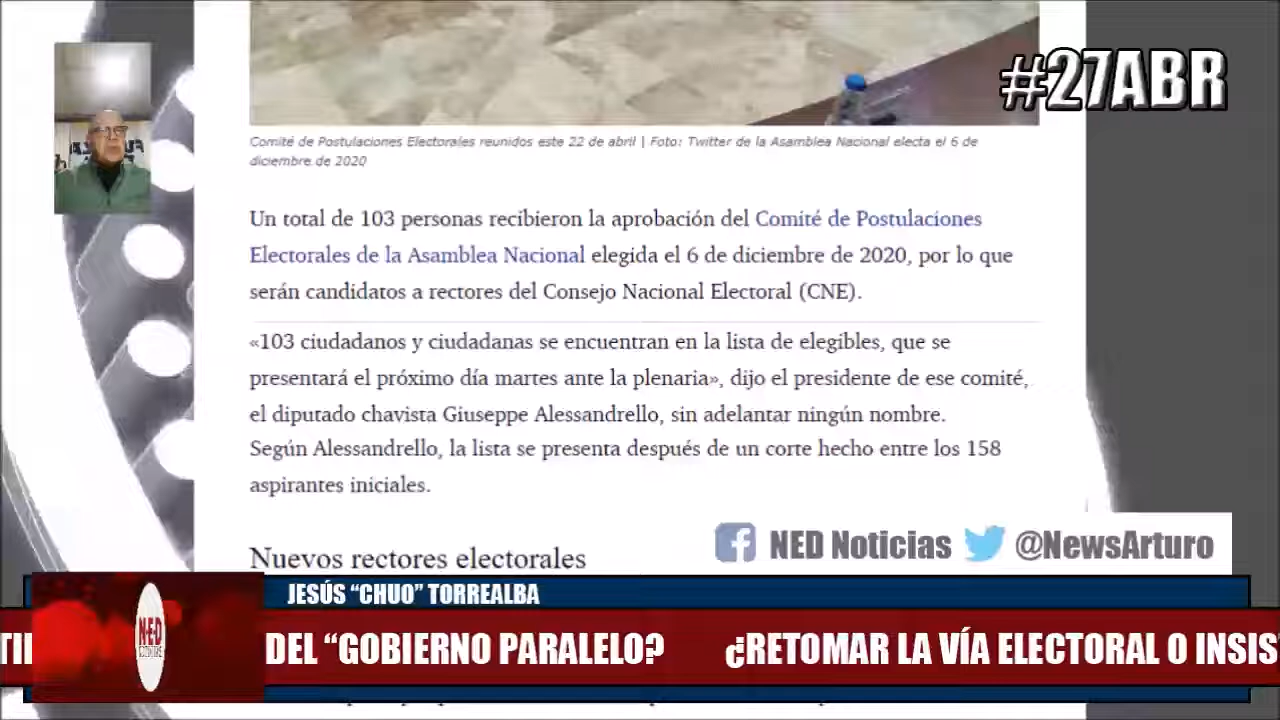 #27ABR
Comité de Postulaciones Electorales reunidos este 22 de abril | Foto: Twitter de la Asamblea Nacional electa el 6 de
diciembre de 2020
Un total de 103 personas recibieron la aprobación del Comité de Postulaciones
Electorales de la Asamblea Nacional elegida el 6 de diciembre de 2020, por lo que
serán candidatos a rectores del Consejo Nacional Electoral (CNE).
«103 ciudadanos y ciudadanas se encuentran en la lista de elegibles, que se
presentará el próximo día martes ante la plenaria», dijo el presidente de ese comité,
el diputado chavista Giuseppe Alessandrello, sin adelantar ningún nombre.
Según Alessandrello, la lista se presenta después de un corte hecho entre los 158
aspirantes iniciales.
NED Noticias @NewsArturo
Nuevos rectores electorales
JESÚS “CHUO” TORREALBA
N·E·D
DEL “GOBIERNO PARALELO? ¿RETOMAR LA VÍA ELECTORAL O INSIS